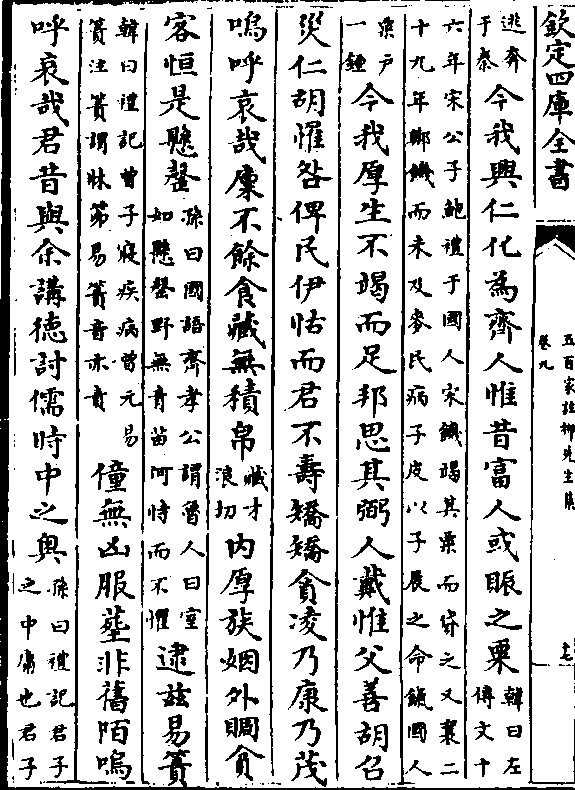 欽定四庫全書
五百家註柳先生集
卷九
逃奔
于秦今我興仁化為齊人惟昔富人或賑之粟韓曰左
傳文十
六年宋公子鮑禮于國人宋饑竭其粟而貸之又襄二
十九年鄭饑而未及麥民病子皮以子展之命餼國人
粟户
一鍾今我厚生不竭而足邦思其弼人戴惟父善胡召
災仁胡罹咎俾民伊怙而君不壽矯矯貪凌乃康乃茂
嗚呼哀哉廩不餘食藏無積帛藏才
浪切内厚族姻外賙貧
客恒是懸罄孫曰國語齊孝公謂魯人曰室
如懸罄野無青苗何恃而不懼逮兹易簀
韓曰禮記曾子寢疾病曾元易
簀注簀謂牀笫易簀音亦責僮無凶服塟非舊陌嗚
呼哀哉君昔與余講徳討儒時中之奥孫曰禮記君子
之中庸也君子